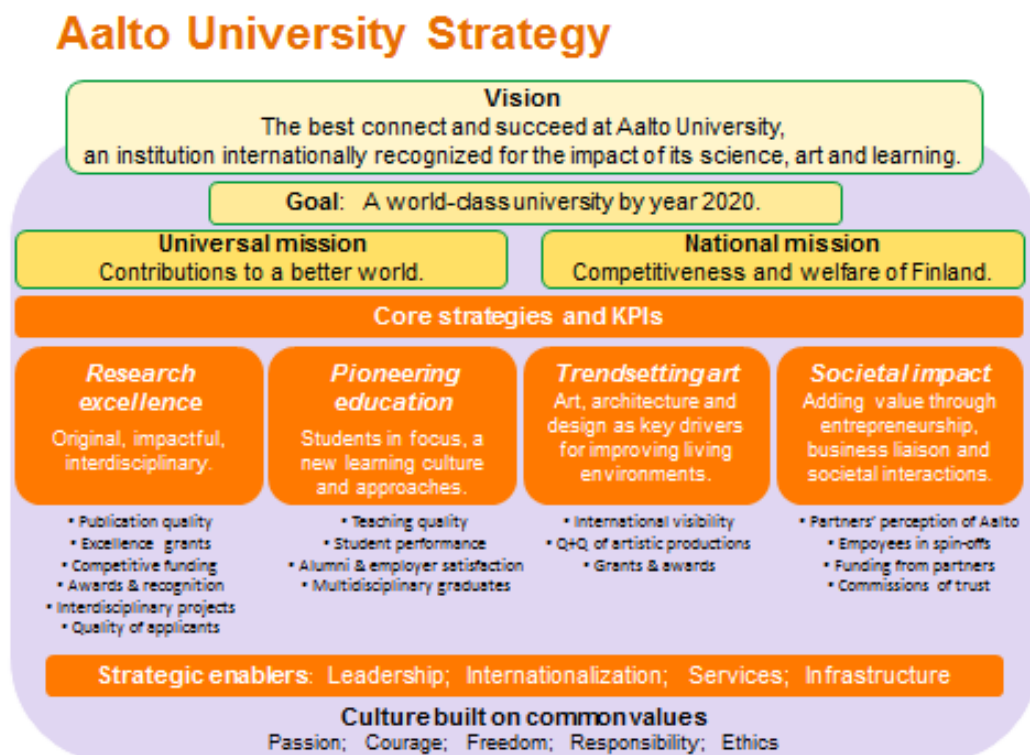 Aalto University Strategy
Vision
The best connect and succeed at Aalto University,
an institution internationally recognized for the impact of its science, art and learning.
Goal: A world-class university by year 2020.
Universal mission
Contributions to a better world.
National mission
Competitiveness and welfare of Finland.
Core strategies and KPIs
Research
excellence
Original, impactful,
interdisciplinary.
• Publication quality
• Excellence grants
• Competitive funding
• Awards & recognition
• Interdisciplinary projects
• Quality of applicants
Pioneering
education
Students in focus, a
new learning culture
and approaches.
• Teaching quality
• Student performance
• Alumni & employer satisfaction
• Multidisciplinary graduates
Trendsetting art
Art, architecture and
design as key drivers
for improving living
environments.
• International visibility
• Q+Q of artistic productions
• Grants & awards
Societal impact
Adding value through
entrepreneurship,
business liaison and
societal interactions.
• Partners' perception of Aalto
• Empoyees in spin-offs
• Funding from partners
• Commissions of trust
Strategic enablers: Leadership; Internationalization; Services; Infrastructure
Culture built on common values
Passion; Courage; Freedom; Responsibility; Ethics